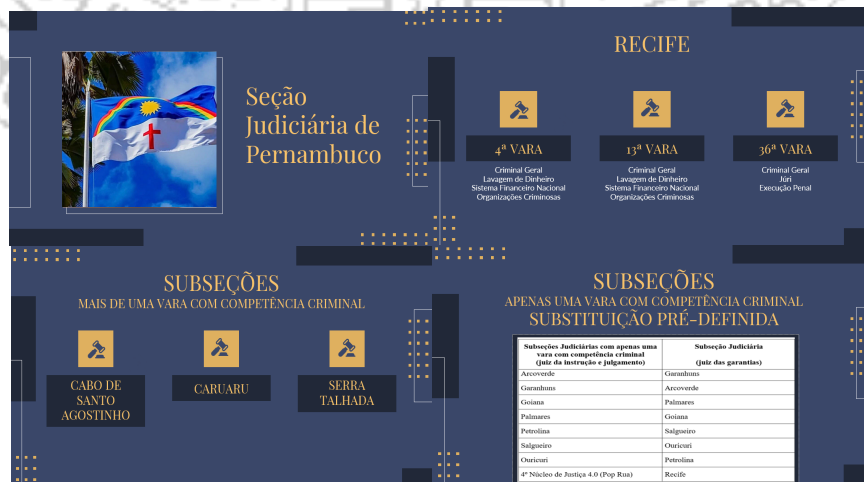 Seção
Judiciária de
Pernambuco
RECIFE
4ª VARA
Criminal Geral
Lavagem de Dinheiro
Sistema Financeiro Nacional
Organizações Criminosas
13ª VARA
Criminal Geral
Lavagem de Dinheiro
Sistema Financeiro Nacional
Organizações Criminosas
36ª VARA
Criminal Geral
Júri
Execução Penal
SUBSEÇÕES
MAIS DE UMA VARA COM COMPETÊNCIA CRIMINAL
CABO DE
SANTO
AGOSTINHO
CARUARU
SERRA
TALHADA
SUBSEÇÕES
APENAS UMA VARA COM COMPETÊNCIA CRIMINAL
SUBSTITUIÇÃO PRÉ-DEFINIDA
Subseções Judiciárias com apenas uma
vara com competência criminal
(juiz da instrução e julgamento)
Subseção Judiciária
(juiz das garantias)
Arcoverde
Garanhuns
Garanhuns
Arcoverde
Goiana
Palmares
Palmares
Goiana
Petrolina
Salgueiro
Salgueiro
Ouricuri
Ouricuri
Petrolina
4º Núcleo de Justiça 4.0 (Pop Rua)
Recife